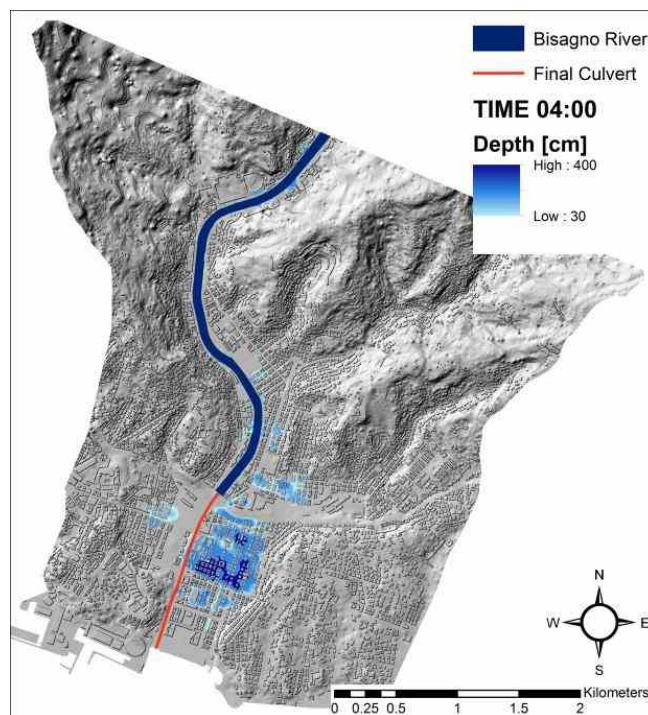 Bisagno River
Final Culvert
TIME 04:00
Depth [cm]
High : 400
Low : 30
N
W E
S
Kilometers
0 0.25 0.5 1 1.5 2